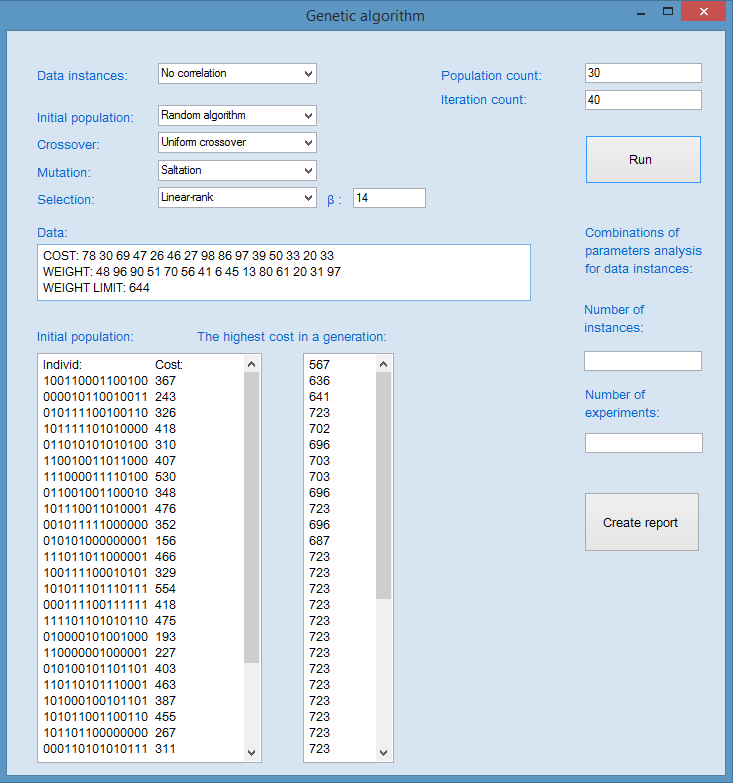 Genetic algorithm
Data instances: No correlation
Population count: 30
Iteration count: 40
Initial population: Random algorithm
Crossover: Uniform crossover
Mutation: Saltation
Selection: Linear-rank β : 14
Run
Data:
COST: 78 30 69 47 26 46 27 98 86 97 39 50 33 20 33
WEIGHT: 48 96 90 51 70 56 41 6 45 13 80 61 20 31 97
WEIGHT LIMIT: 644
Combinations of
parameters analysis
for data instances:
Number of
instances:
Number of
experiments:
Create report
Initial population:
Individ: Cost:
100110001100100 367
000010110010011 243
010111100100110 326
101111101010000 418
011010101010100 310
110010011011000 407
111000011110100 530
011001001100010 348
101110011010001 476
001011111000000 352
010101000000001 156
111011011000001 466
100111100010101 329
101011101110111 554
000111100111111 418
111101101010110 475
010000101001000 193
110000001000001 227
010100101101101 403
110110101110001 463
101000100101101 387
101011001100110 455
101101100000000 267
000110101010111 311
The highest cost in a generation:
567
636
641
723
702
696
703
703
696
723
696
687
723
723
723
723
723
723
723
723
723
723
723
723
723